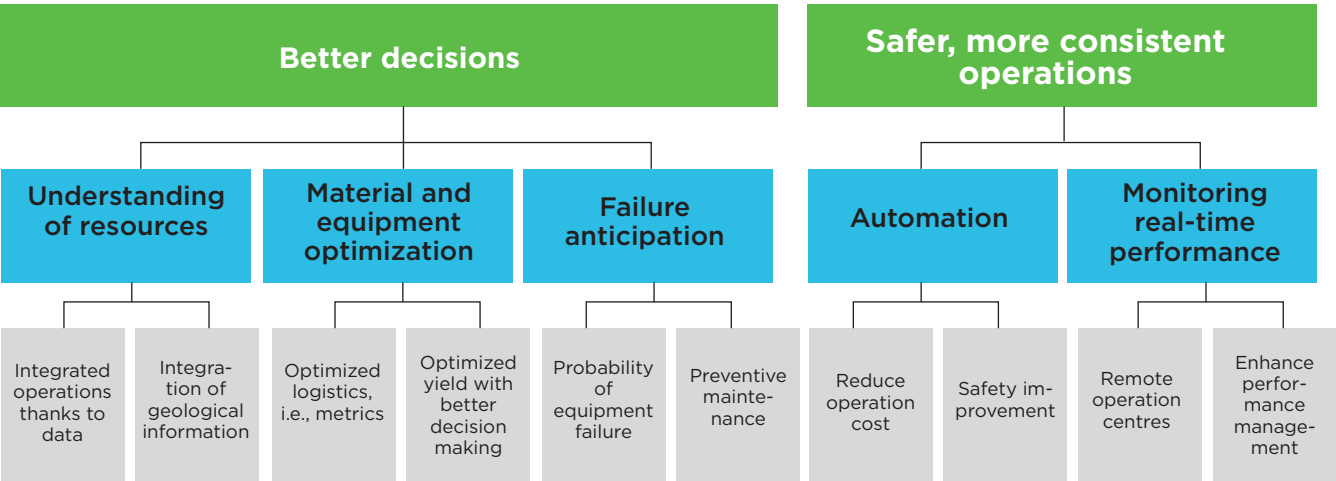 Better decisions
Safer, more consistent
operations
Understanding
of resources
Material and
equipment
optimization
Failure
anticipation
Automation
Monitoring
real-time
performance
Integrated
operations
thanks to
data
Integra-
tion of
geological
information
Optimized
logistics,
i.e., metrics
Optimized
yield with
better
decision
making
Probability
of
equipment
failure
Preventive
mainte-
nance
Reduce
operation
cost
Safety im-
provement
Remote
operation
centres
Enhance
perfor-
mance
manage-
ment